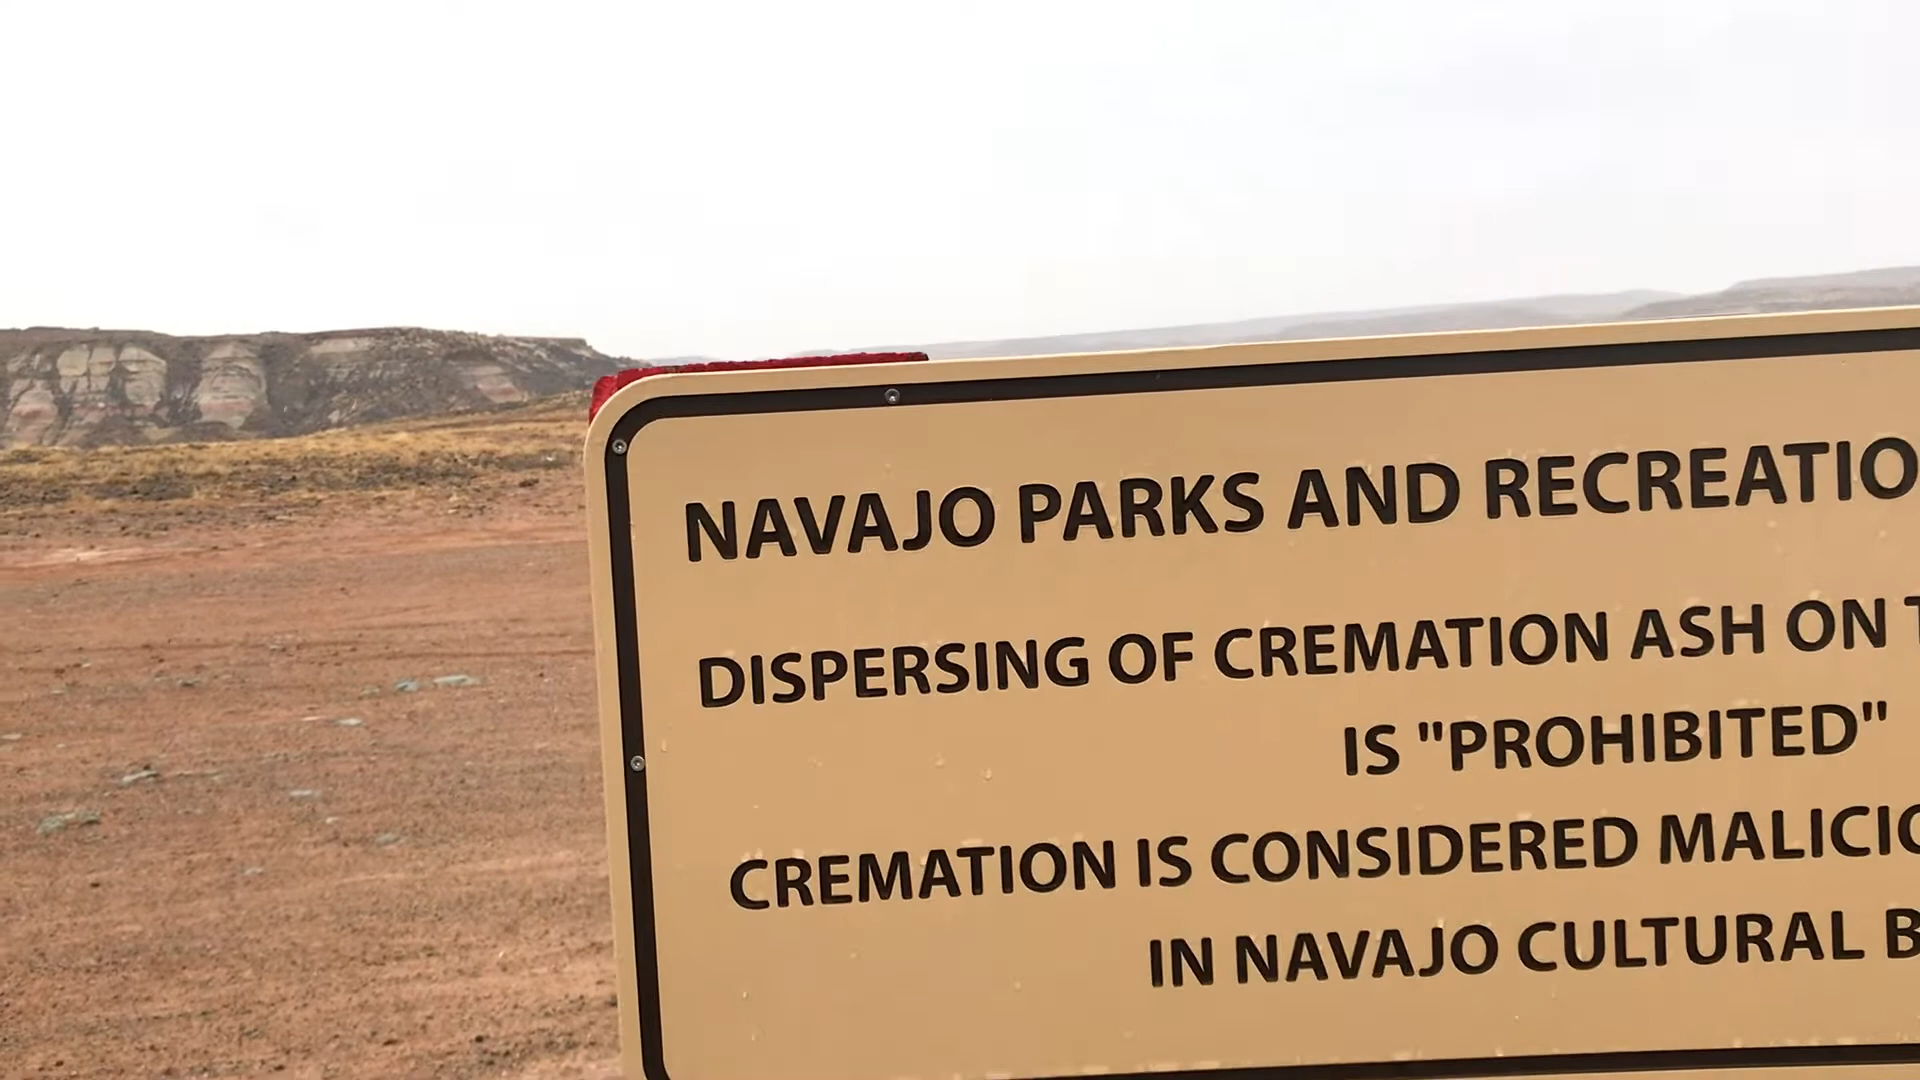 NAVAJO PARKS AND RECREATIO
DISPERSING OF CREMATION ASH ON
IS "PROHIBITED"
CREMATION IS CONSIDERED MALICIO
IN NAVAJO CULTURAL B